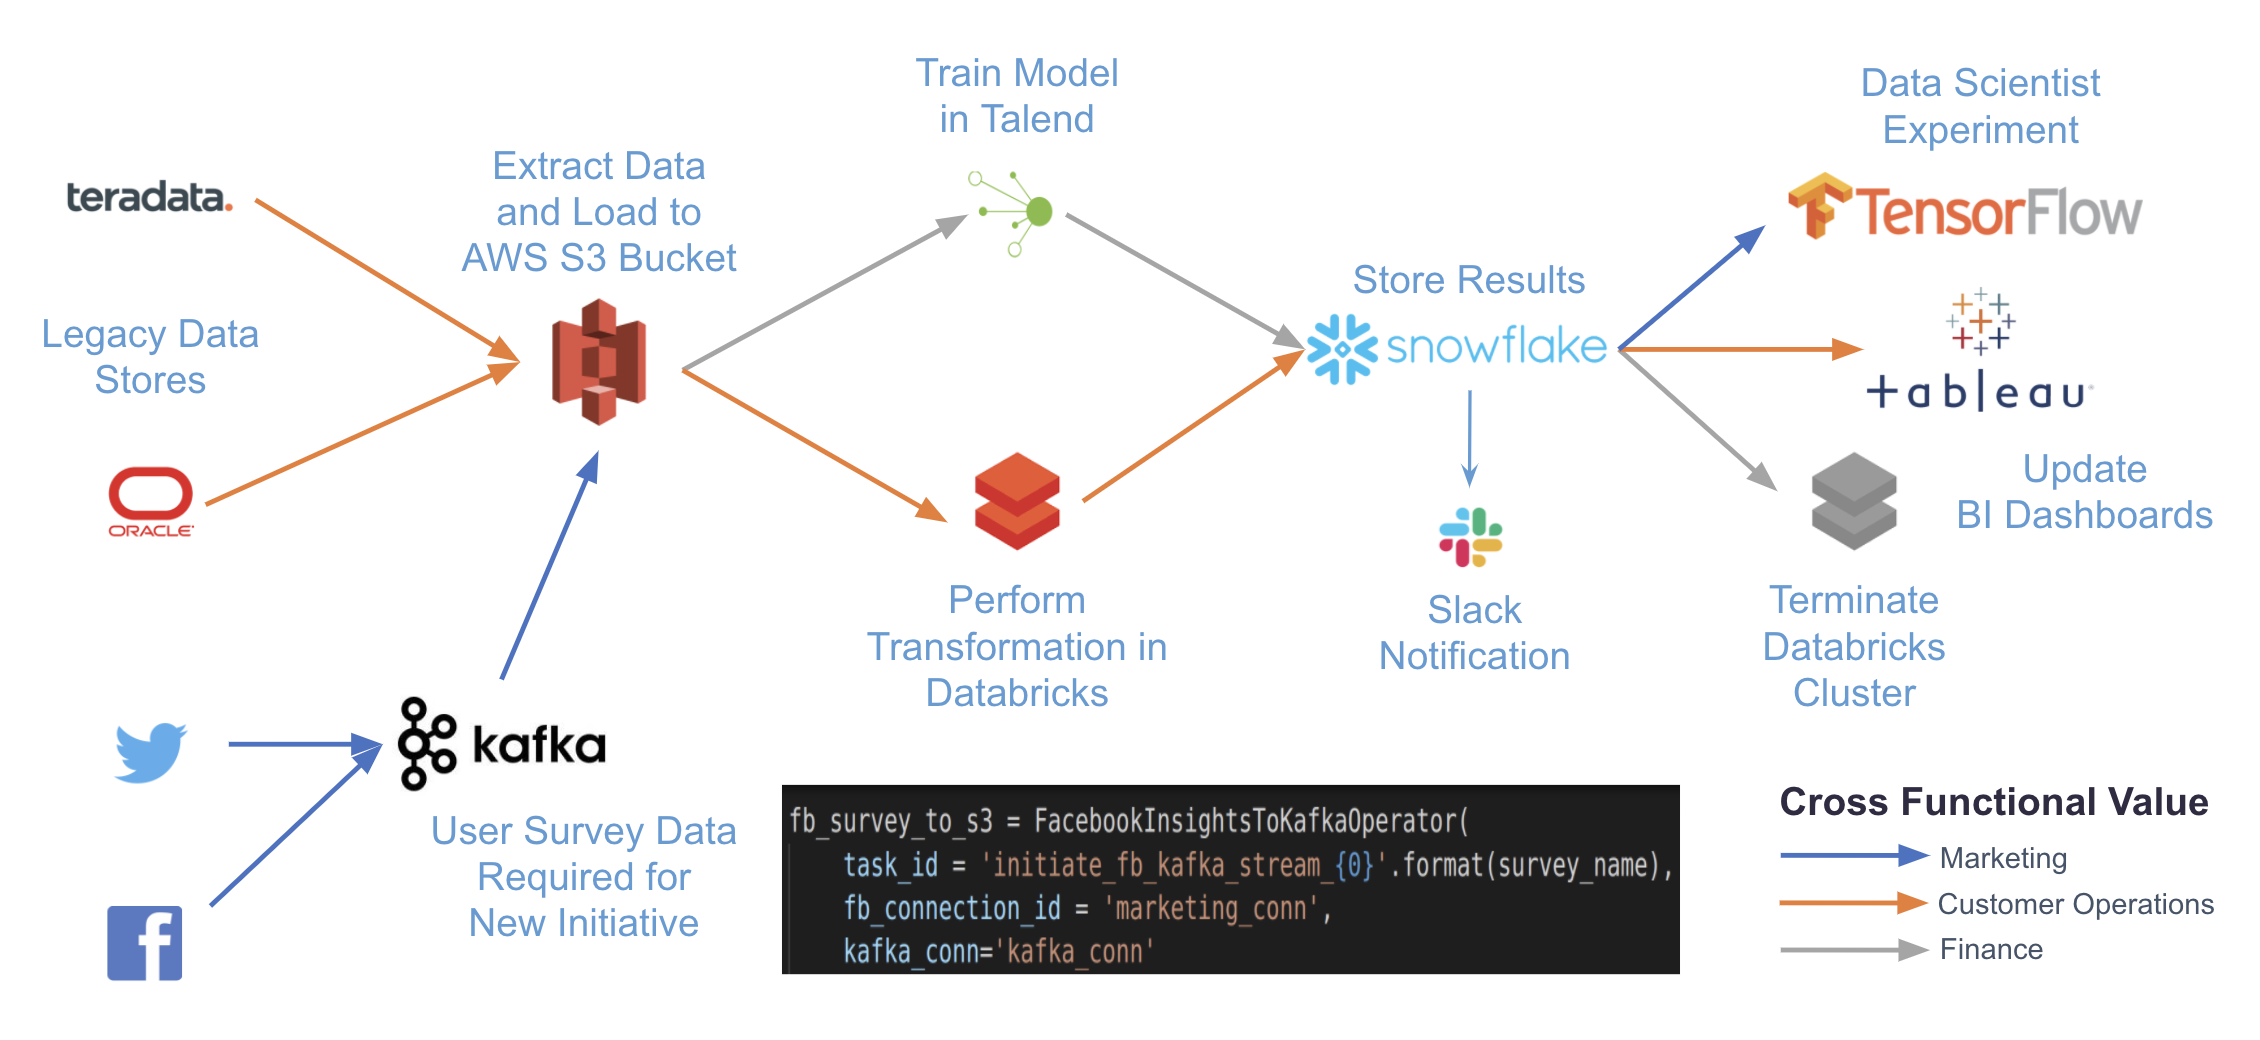 Train Model
in Talend
Data Scientist
Experiment
TensorFlow
Extract Data
and Load to
AWS S3 Bucket
teradata.
Legacy Data
Stores
ORACLE
Store Results
snowflake
+ableau
Update
BI Dashboards
Perform
Transformation in
Databricks
Slack
Notification
Terminate
Databricks
Cluster
kafka
User Survey Data
Required for
New Initiative
fb_survey_to_s3 = FacebookInsightsToKafkaOperator(
task_id = 'initiate_fb_kafka_stream_{0}'.format(survey_name),
fb_connection_id = 'marketing_conn',
kafka_conn='kafka_conn'
Cross Functional Value
Marketing
Customer Operations
Finance